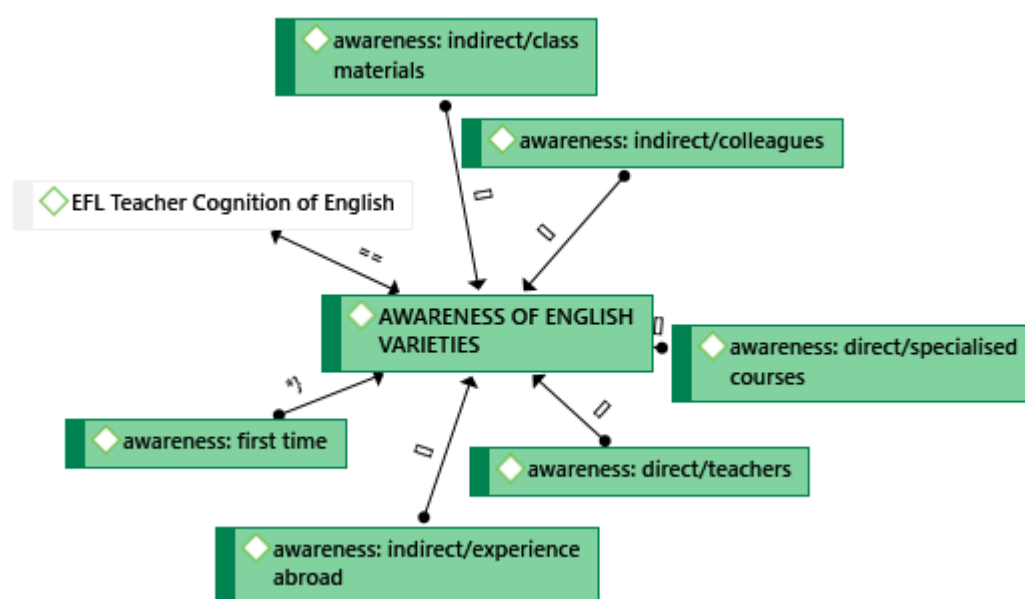 awareness: indirect/class
materials
awareness: indirect/colleagues
[]
[]
EFL Teacher Cognition of English
==
AWARENESS OF ENGLISH
VARIETIES
[]
awareness: direct/specialised
courses
*}
awareness: first time
[]
[]
awareness: direct/teachers
awareness: indirect/experience
abroad